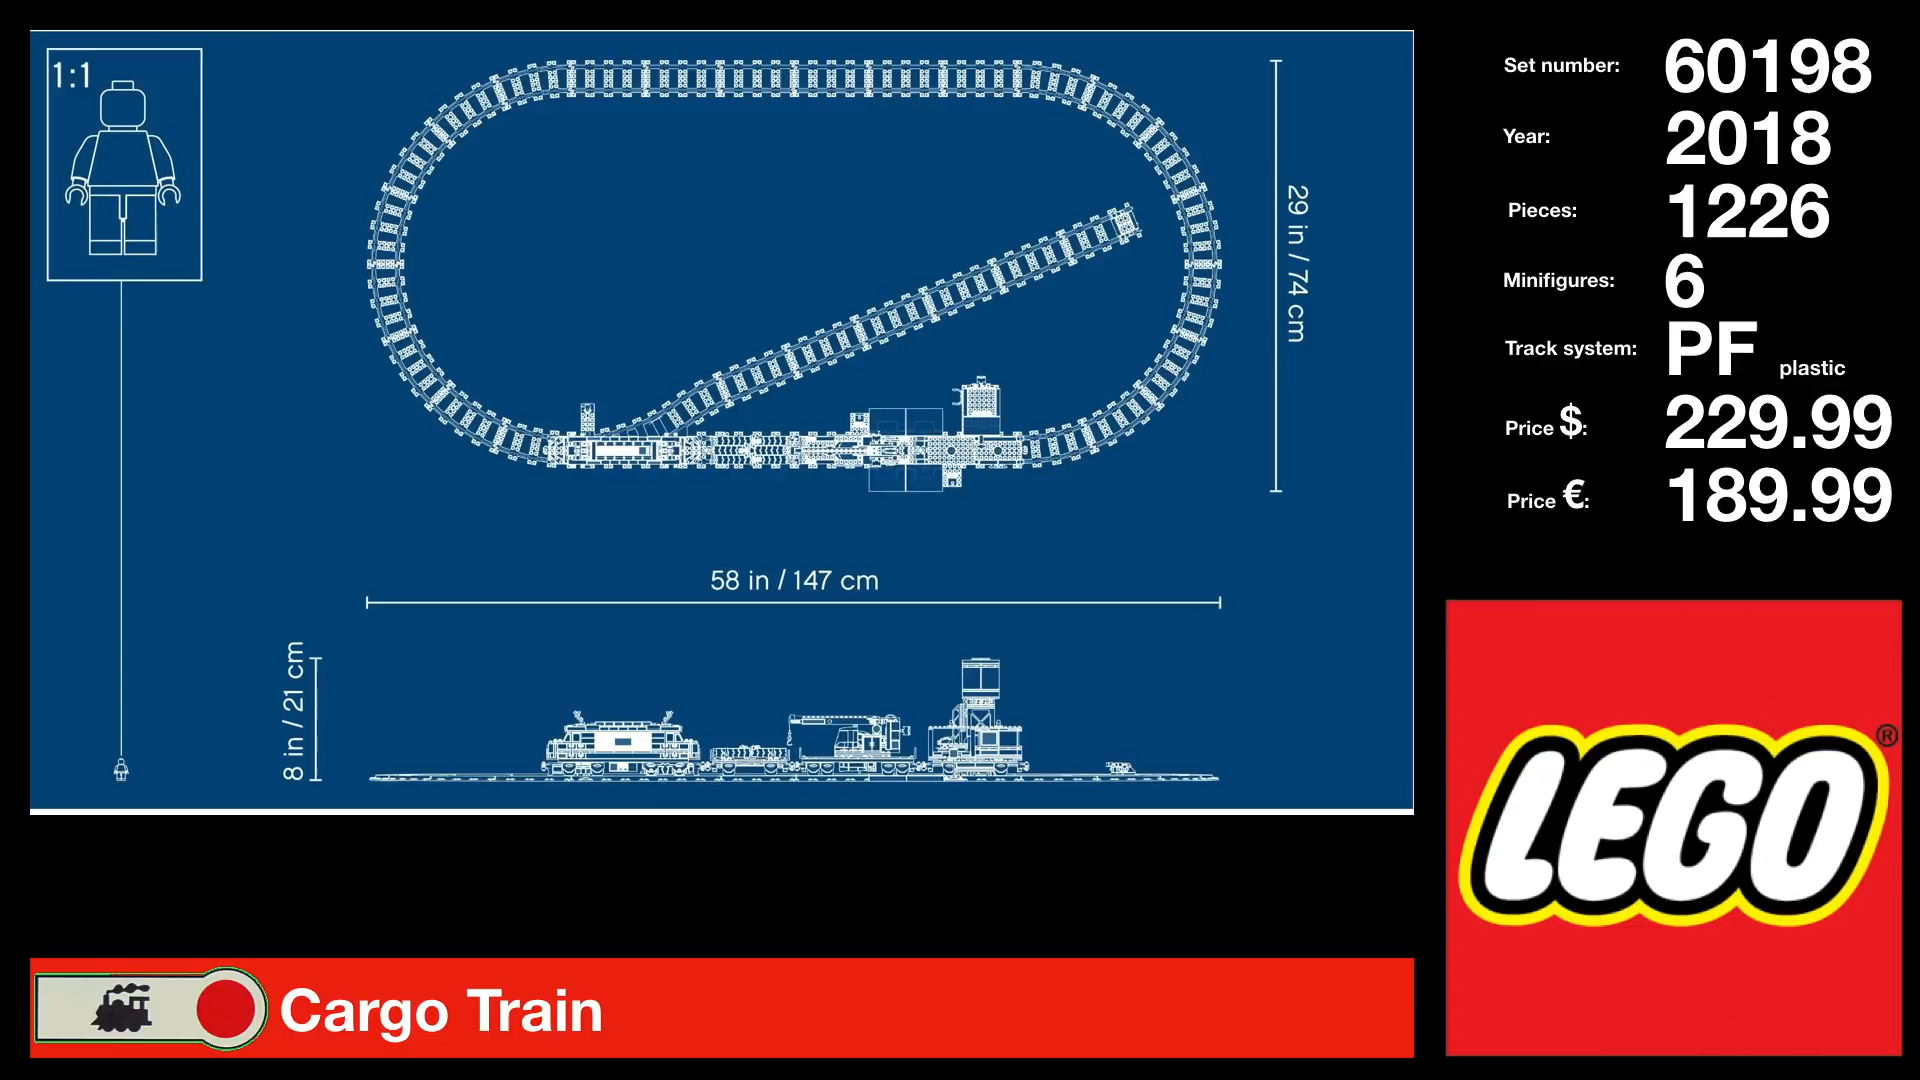 1:1
29 in / 74 cm
58 in / 147 cm
8 in / 21 cm
Set number: 60198
Year: 2018
Pieces: 1226
Minifigures: 6
Track system: PF plastic
Price $: 229.99
Price €: 189.99
LEGO®
Cargo Train